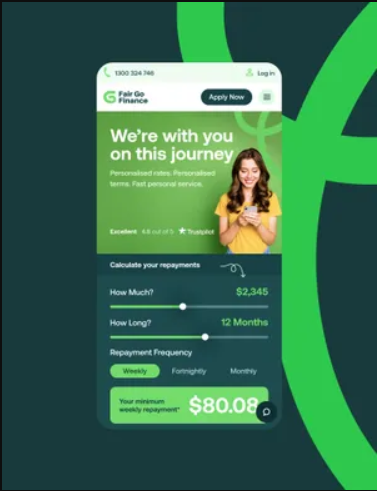 1300 324 746
Log in
Fair Go
Finance
Apply Now
We're with you
on this journey
Personalised rates. Personalised
terms. Fast personal service.
Excellent 4.8 out of 5 Trustpilot
Calculate your repayments
How Much? $2,345
How Long? 12 Months
Repayment Frequency
Weekly Fortnightly Monthly
Your minimum
weekly repayment* $80.08